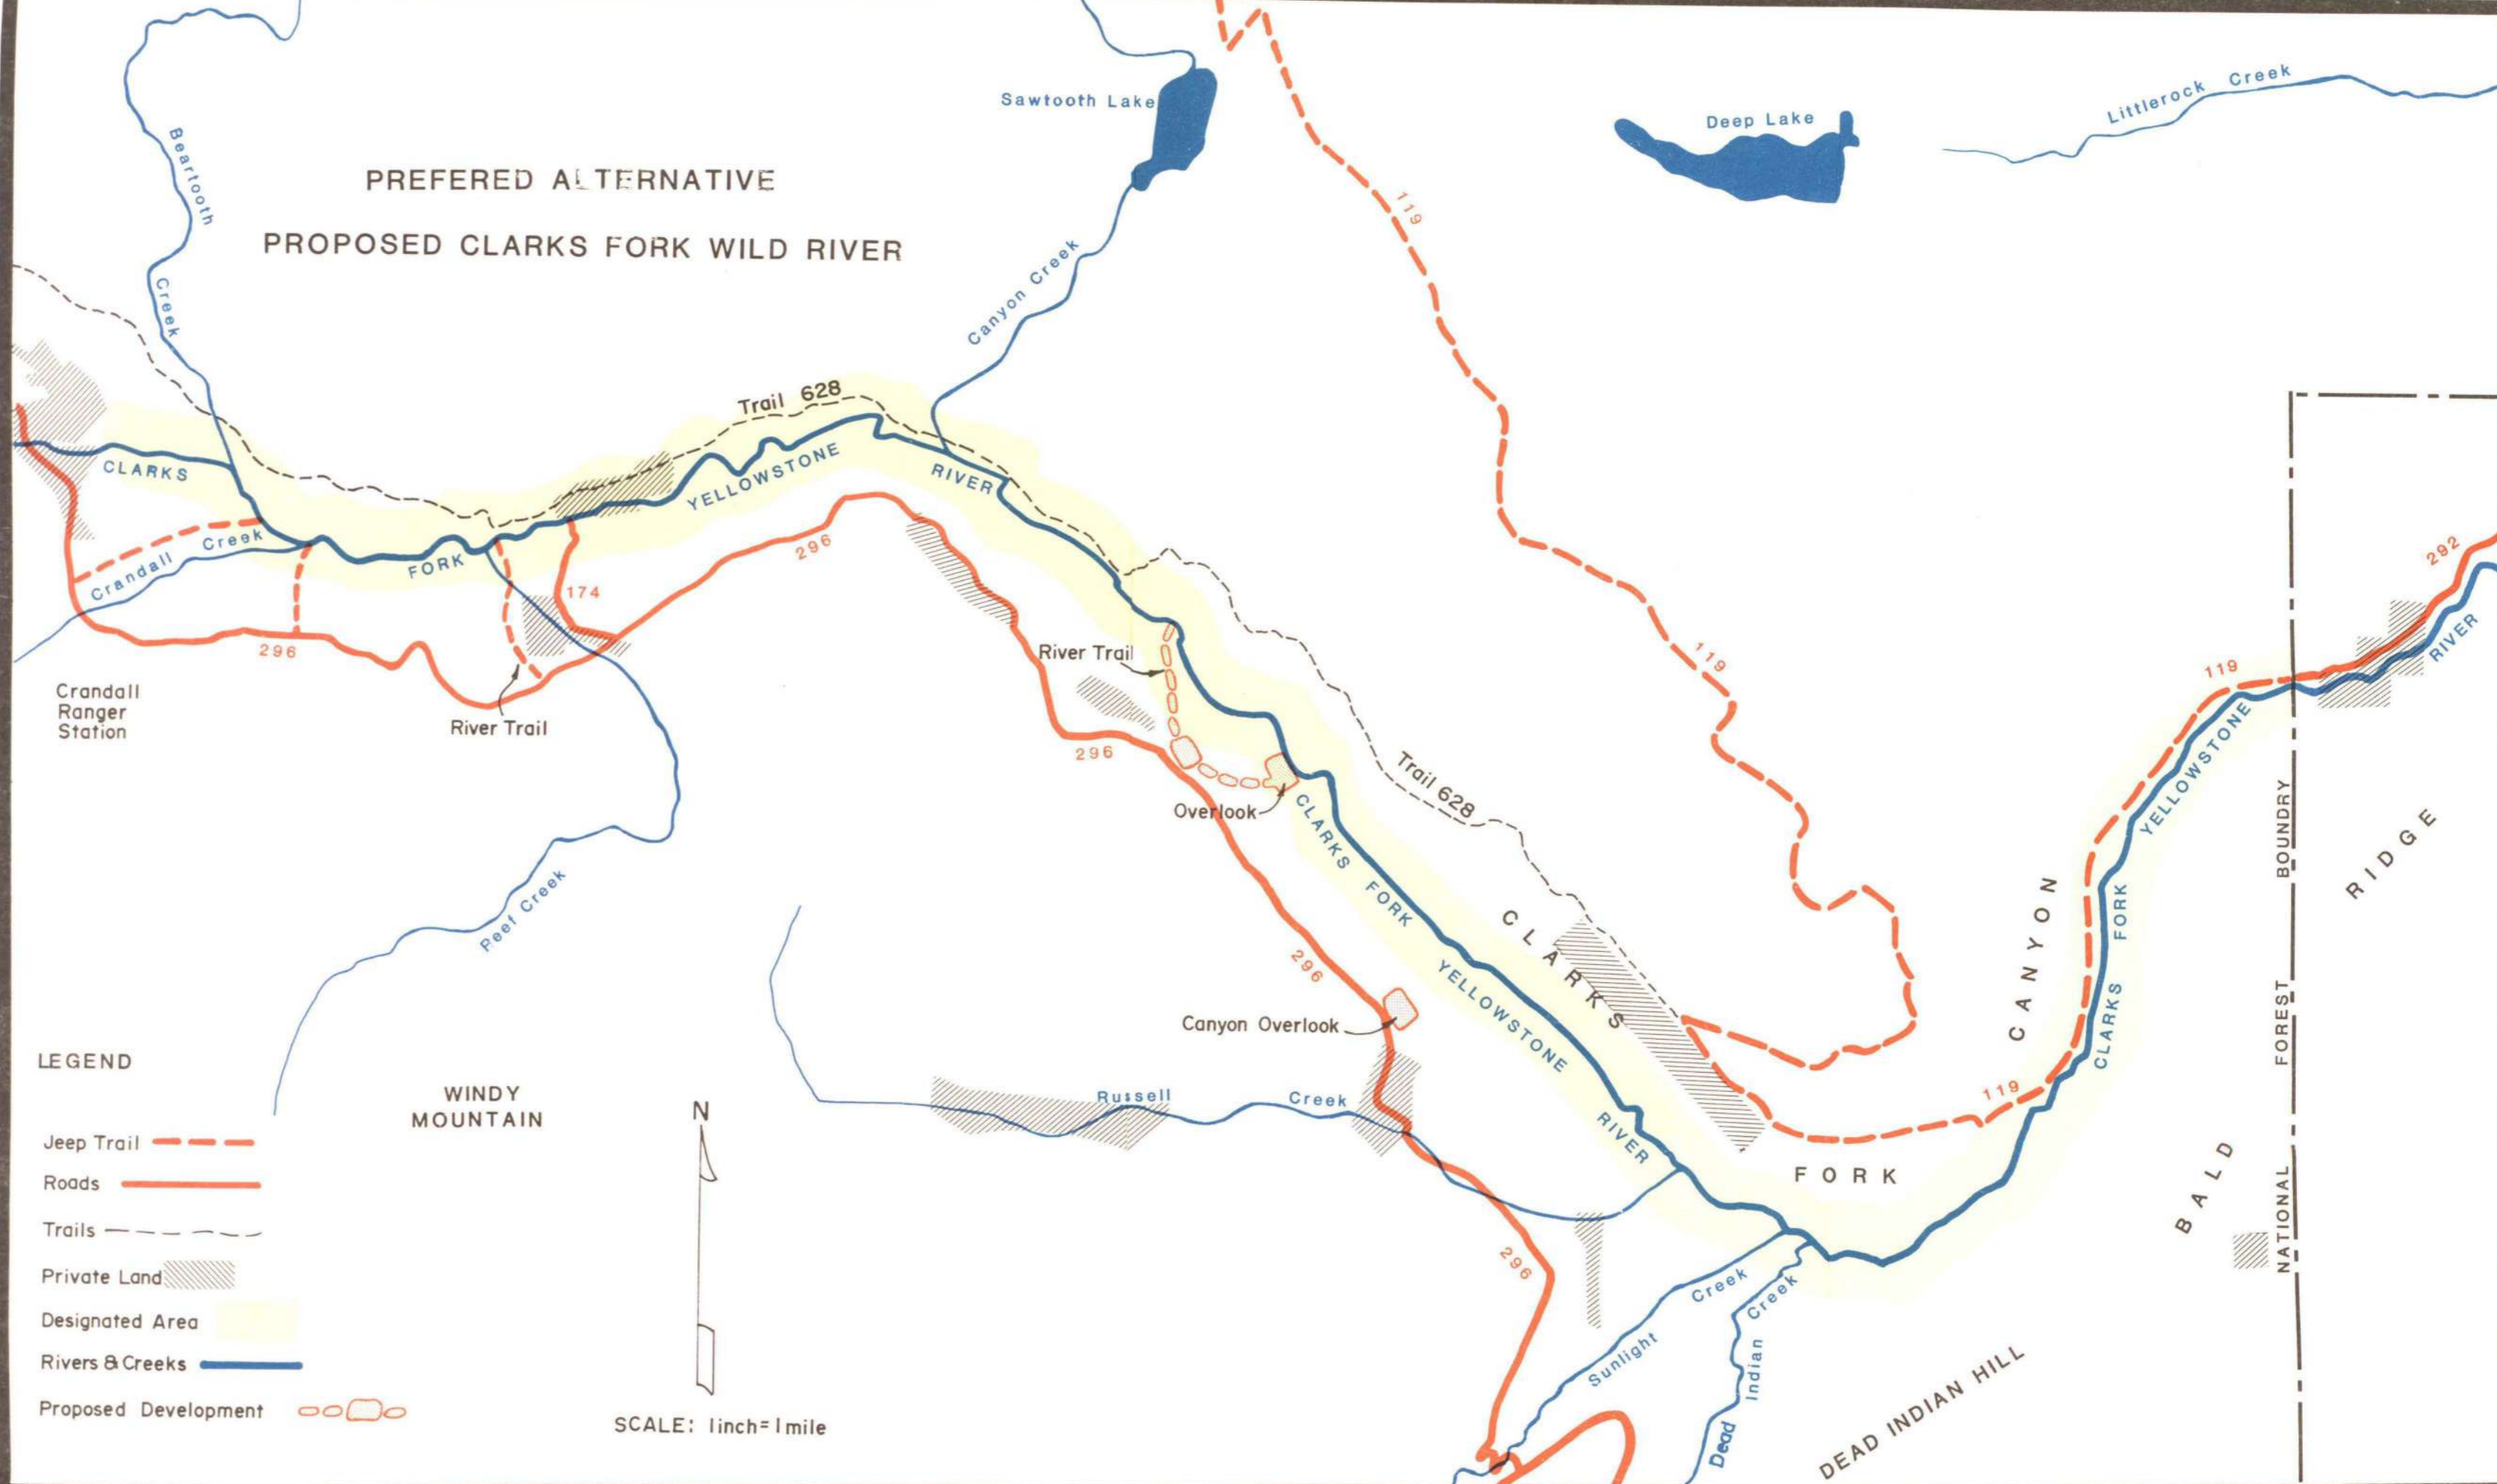 PREFERED ALTERNATIVE
PROPOSED CLARKS FORK WILD RIVER
Beartooth
Creek
Sawtooth Lake
Canyon Creek
Deep Lake
Littlerock Creek
119
Trail 628
CLARKS
FORK
YELLOWSTONE
RIVER
Crandall Creek
174
296
296
296
River Trail
River Trail
Crandall
Ranger
Station
Reef Creek
Overlook
Trail 628
119
119
292
RIVER
YELLOWSTONE
FORK
CLARKS
CLARKS FORK
YELLOWSTONE
RIVER
CLARKS
FORK
CANYON
119
BALD
RIDGE
NATIONAL FOREST BOUNDRY
296
Canyon Overlook
Russell Creek
296
Sunlight Creek
Dead Indian Creek
DEAD INDIAN HILL
WINDY
MOUNTAIN
LEGEND
Jeep Trail
Roads
Trails
Private Land
Designated Area
Rivers & Creeks
Proposed Development
N
SCALE: 1inch=1mile